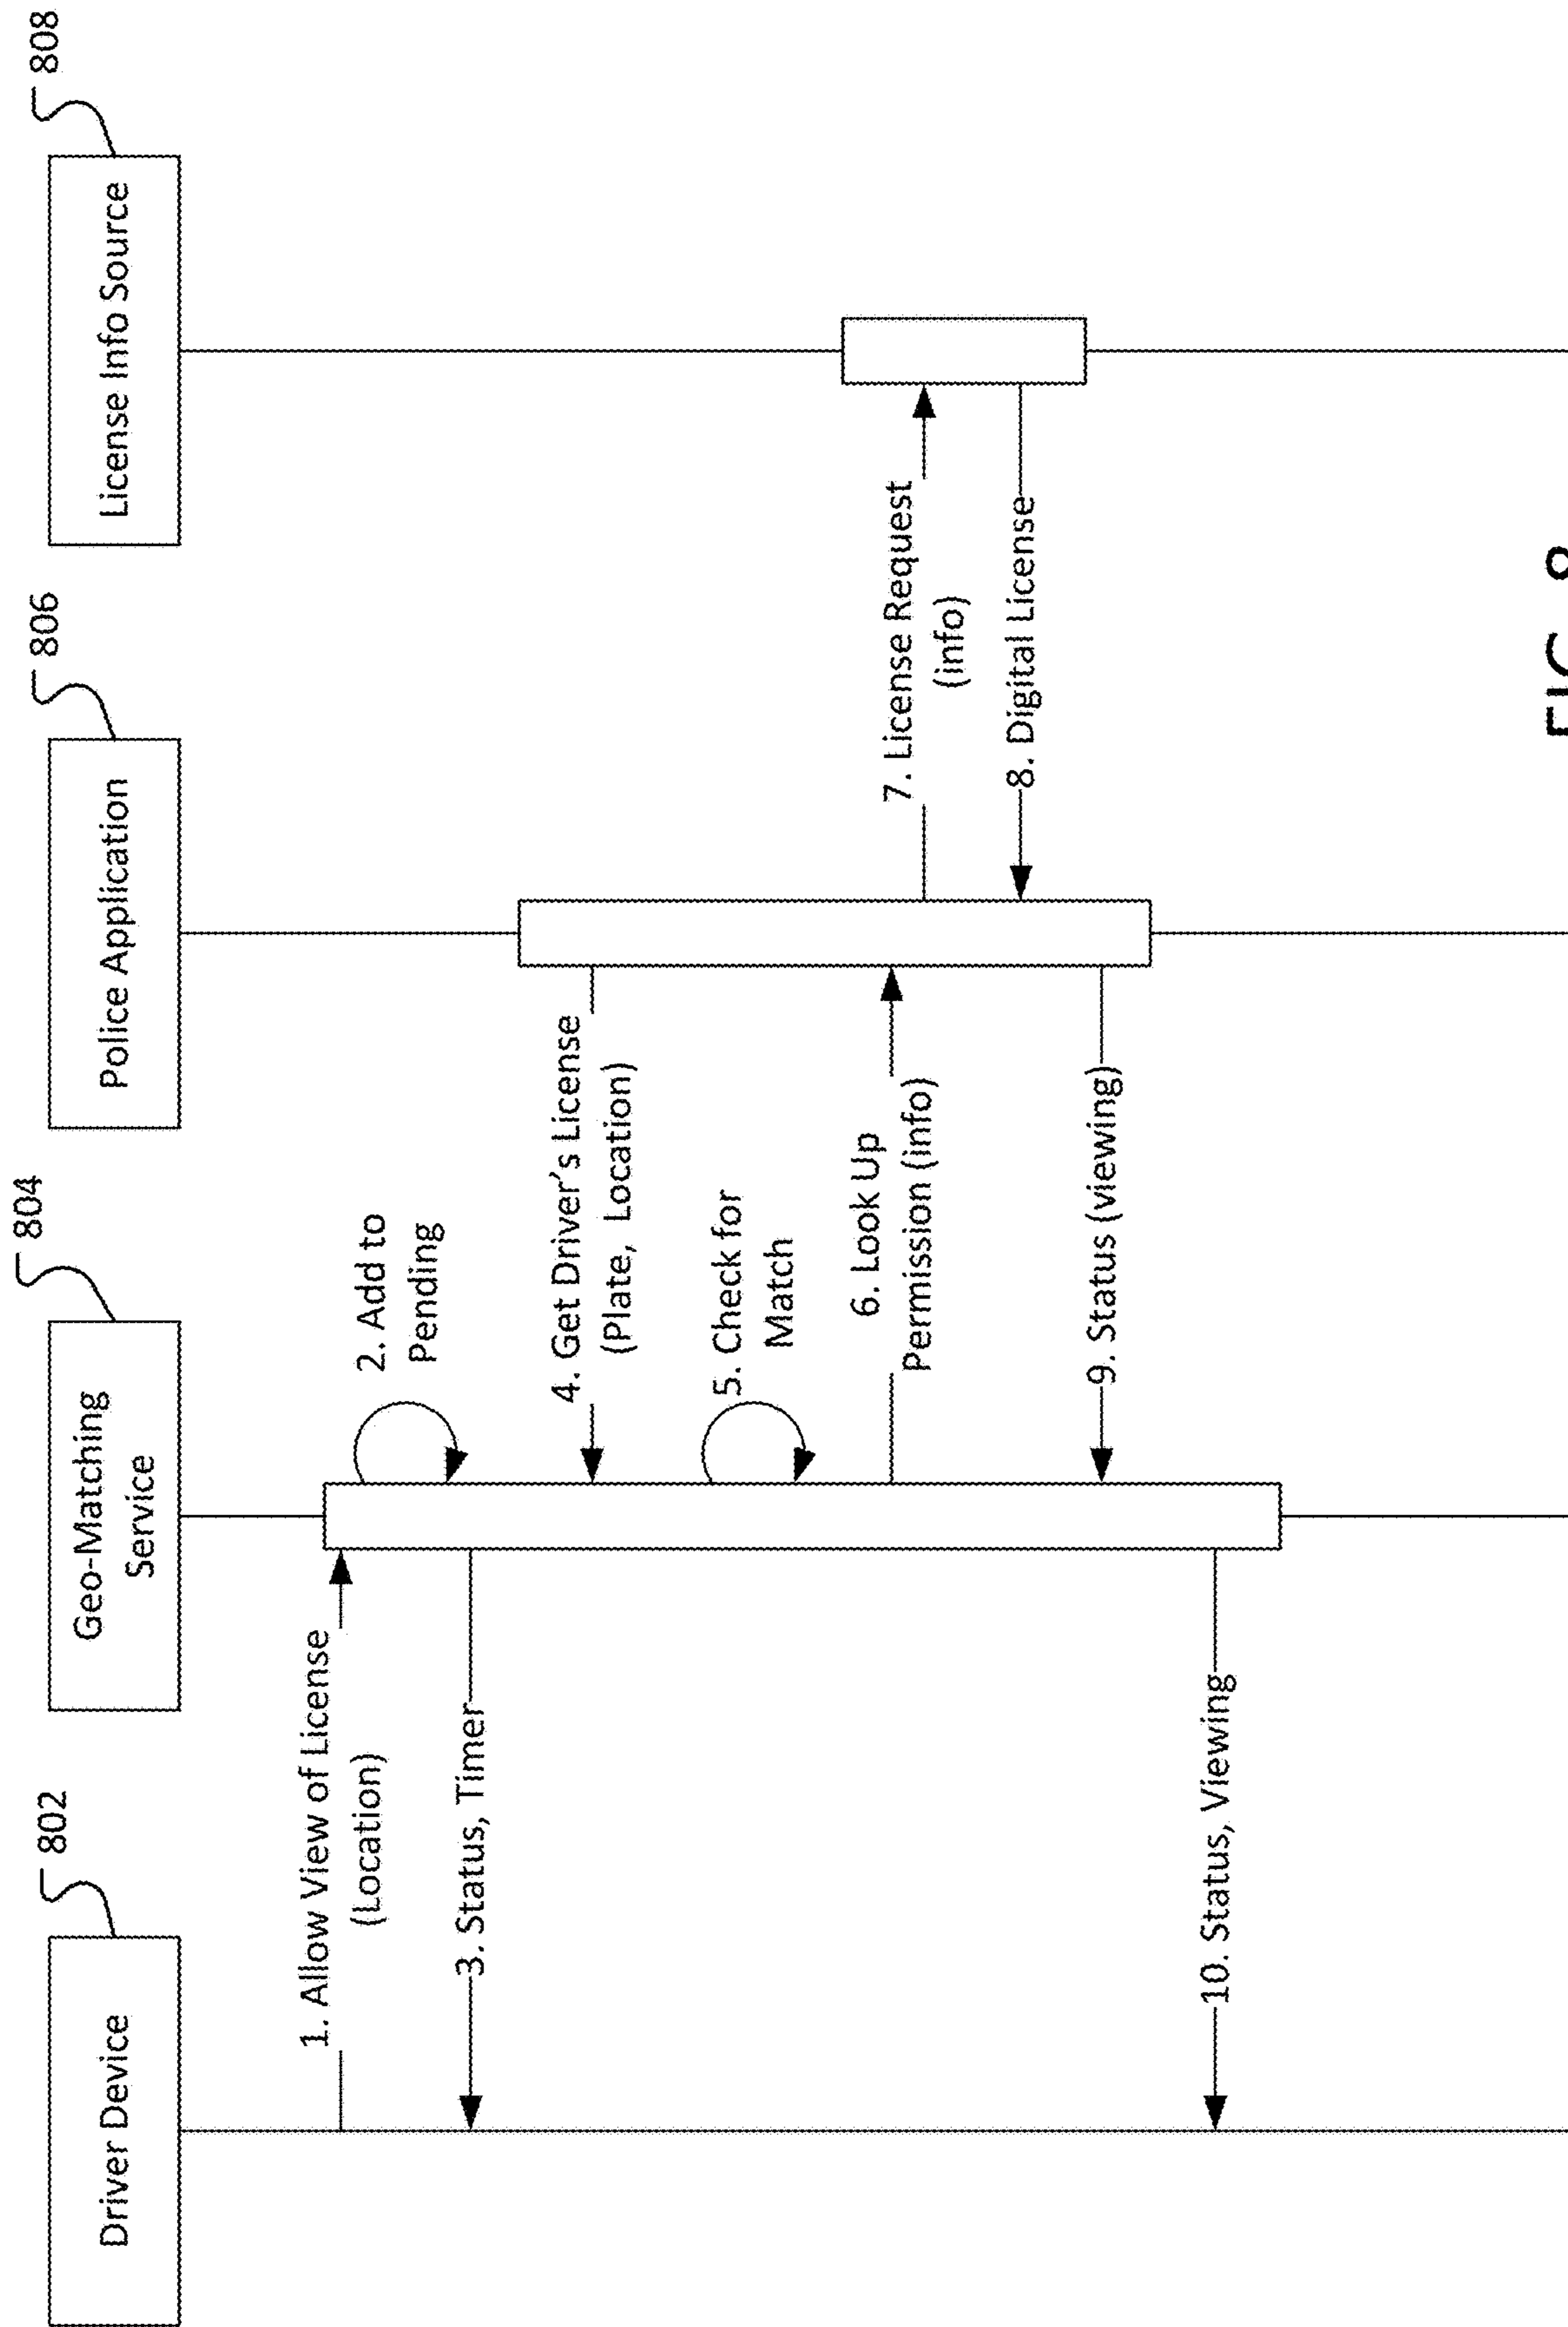 802
804
806
808
Driver Device
Geo-Matching
Service
Police Application
License Info Source
1. Allow View of License
(Location)
2. Add to
Pending
3. Status, Timer
4. Get Driver's License
(Plate, Location)
5. Check for
Match
6. Look Up
Permission (info)
7. License Request
(info)
8. Digital License
9. Status (viewing)
10. Status, Viewing
FIG. 8